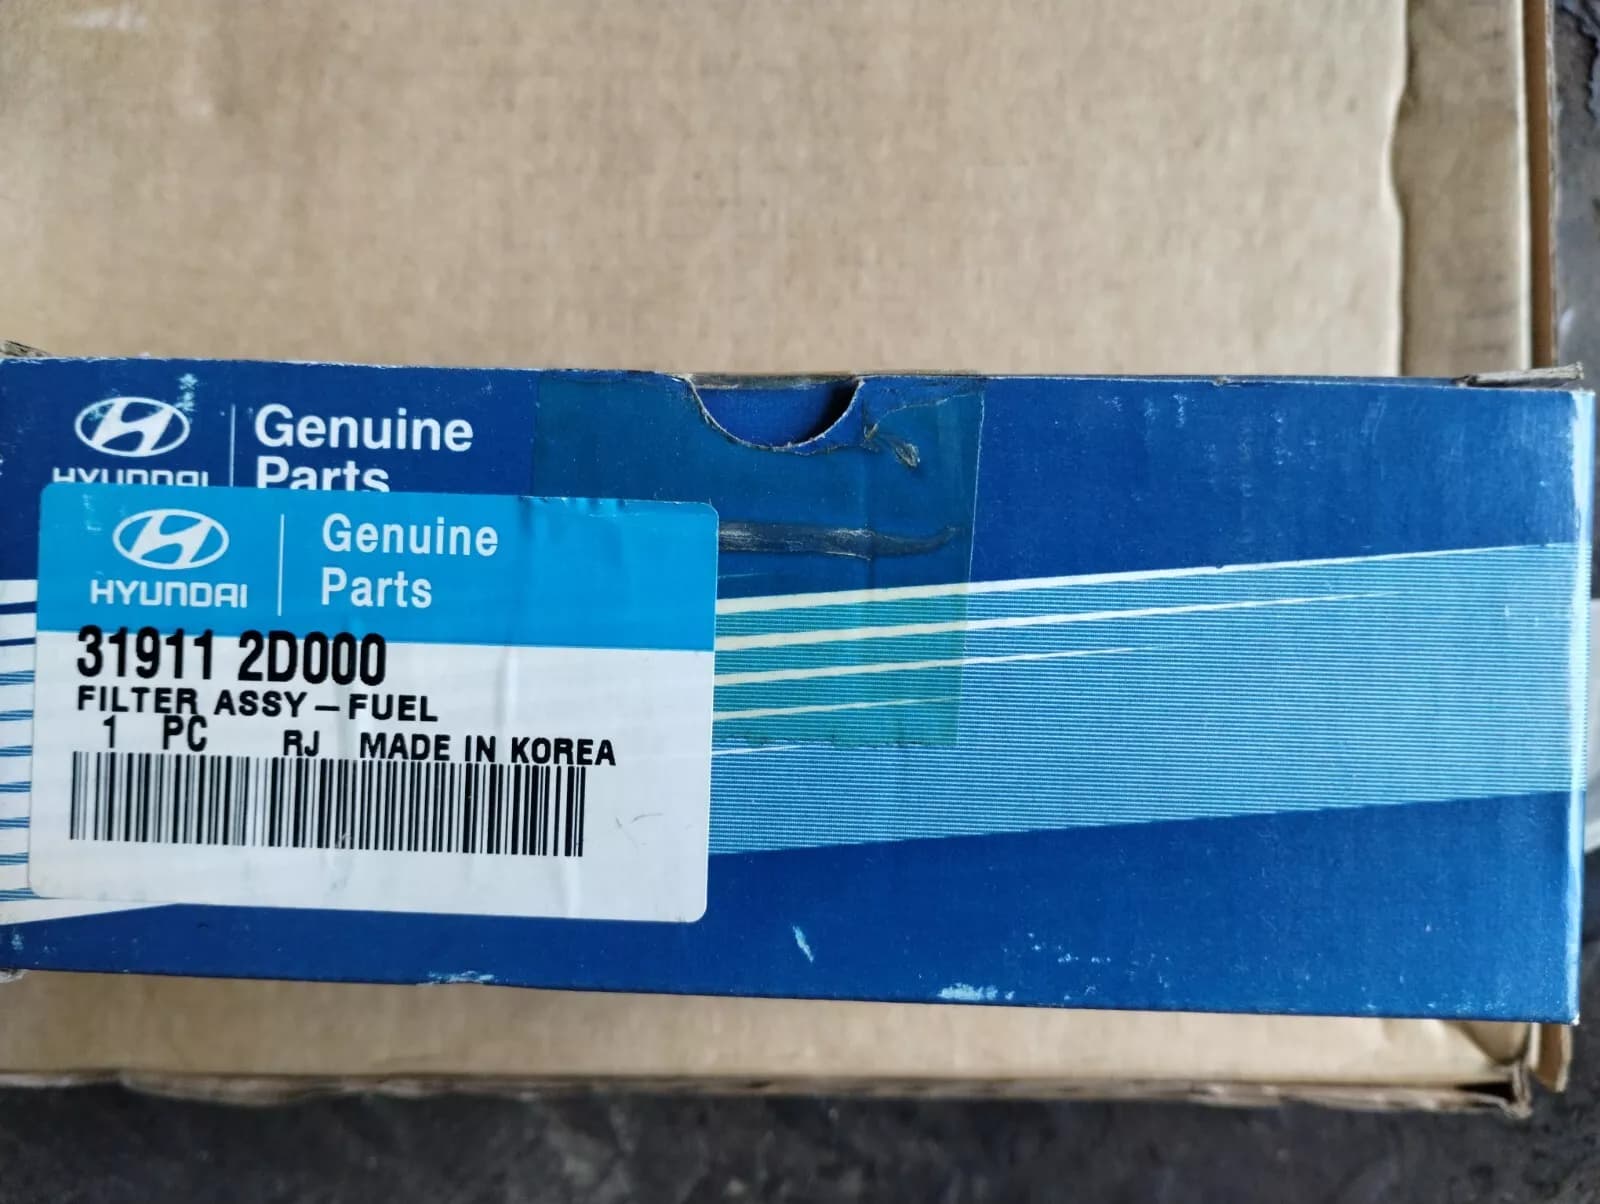 HYUNDAI
Genuine
Parts
HYUNDAI
Genuine
Parts
31911 2D000
FILTER ASSY-FUEL
1 PC RJ MADE IN KOREA